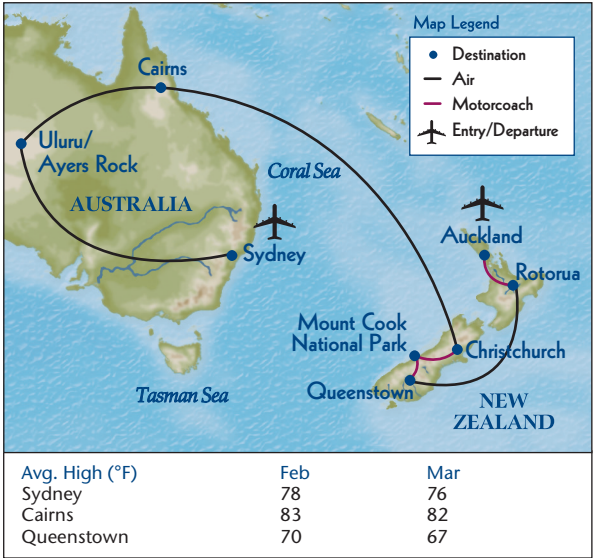 Map Legend
Destination
Air
Motorcoach
Entry/Departure
Cairns
Uluru/
Ayers Rock
Coral Sea
AUSTRALIA
Sydney
Auckland
Rotorua
Mount Cook
National Park
Christchurch
Queenstown
Tasman Sea
NEW
ZEALAND
Avg. High (°F) Feb Mar
Sydney 78 76
Cairns 83 82
Queenstown 70 67